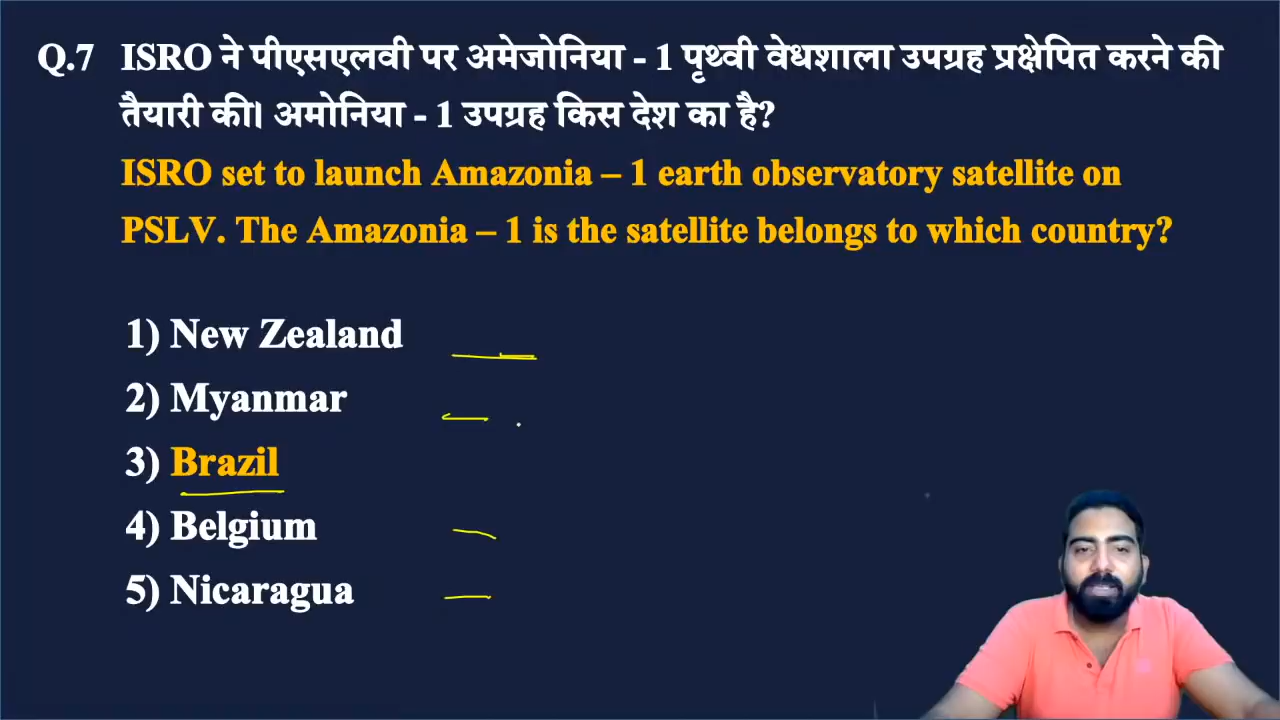 Q.7 ISRO ने पीएसएलवी पर अमेजोनिया - 1 पृथ्वी वेधशाला उपग्रह प्रक्षेपित करने की
तैयारी की। अमोनिया - 1 उपग्रह किस देश का है?
ISRO set to launch Amazonia – 1 earth observatory satellite on
PSLV. The Amazonia – 1 is the satellite belongs to which country?
1) New Zealand
2) Myanmar
3) Brazil
4) Belgium
5) Nicaragua